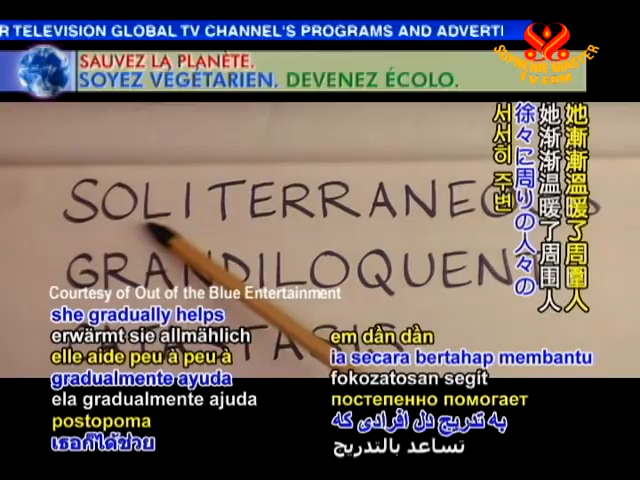 R TELEVISION GLOBAL TV CHANNEL'S PROGRAMS AND ADVERTI
SUPREME MASTER
TV.COM
SAUVEZ LA PLANÈTE.
SOYEZ VÉGÉTARIEN. DEVENEZ ÉCOLO.
她漸漸溫暖了周圍人
她渐渐温暖了周围人
徐々に周りの人々の
서서히 주변
SOLITERRANEO
GRANDILOQUEN
Courtesy of Out of the Blue Entertainment
she gradually helps
erwärmt sie allmählich
elle aide peu à peu à
gradualmente ayuda
ela gradualmente ajuda
postopoma
เธอก็ได้ช่วย
em dần dần
ia secara bertahap membantu
fokozatosan segít
постепенно помогает
به تدریج دل افرادی که
تساعد بالتدريج